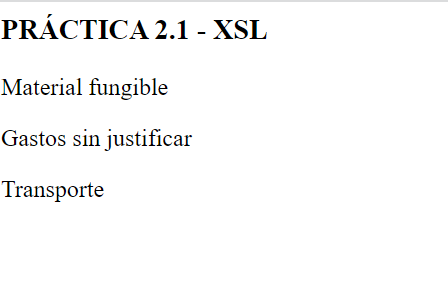 PRÁCTICA 2.1 - XSL
Material fungible
Gastos sin justificar
Transporte